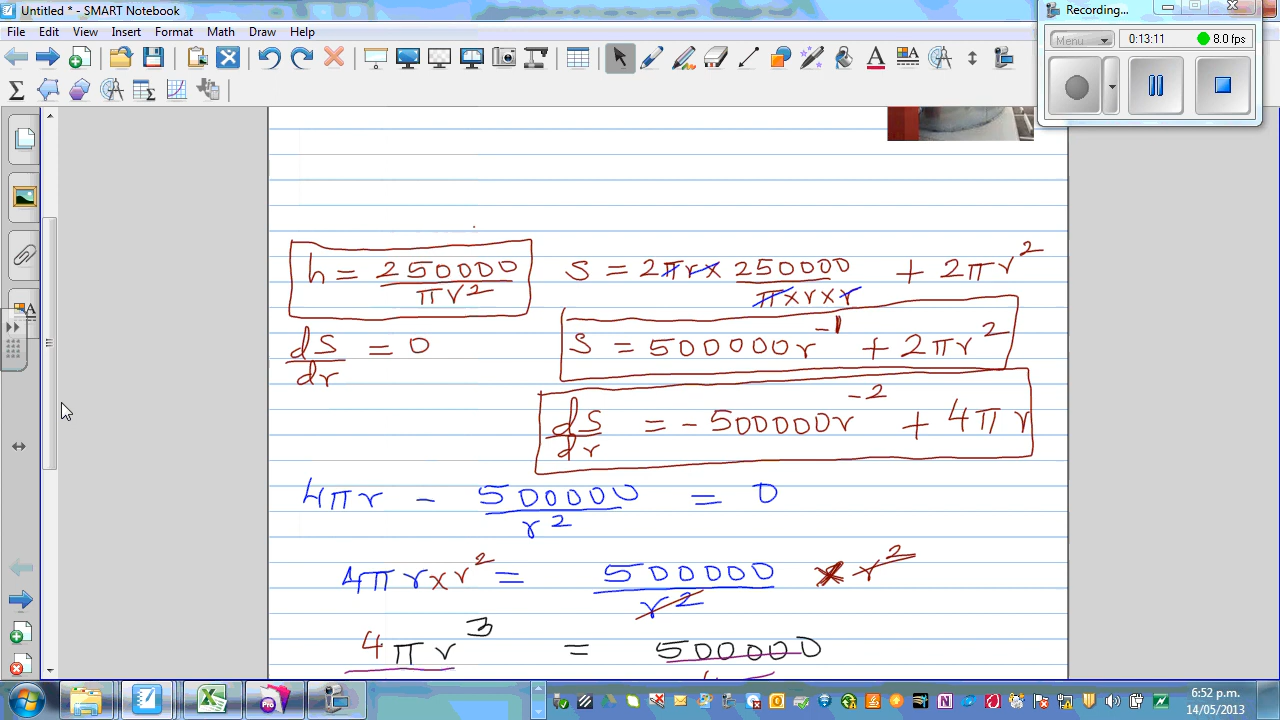 Untitled * - SMART Notebook
Recording...
File Edit View Insert Format Math Draw Help
Menu
0:13:11
8.0 fps
h = 250000 / πr²
S = 2πr× 250000 / π×r×r + 2πr²
dS/dr = 0
S = 500000r⁻¹ + 2πr²
dS/dr = -500000r⁻² + 4πr
4πr - 500000 / r² = 0
4πr×r² = 500000 / r² × r²
4πr³ = 500000
6:52 p.m.
14/05/2013